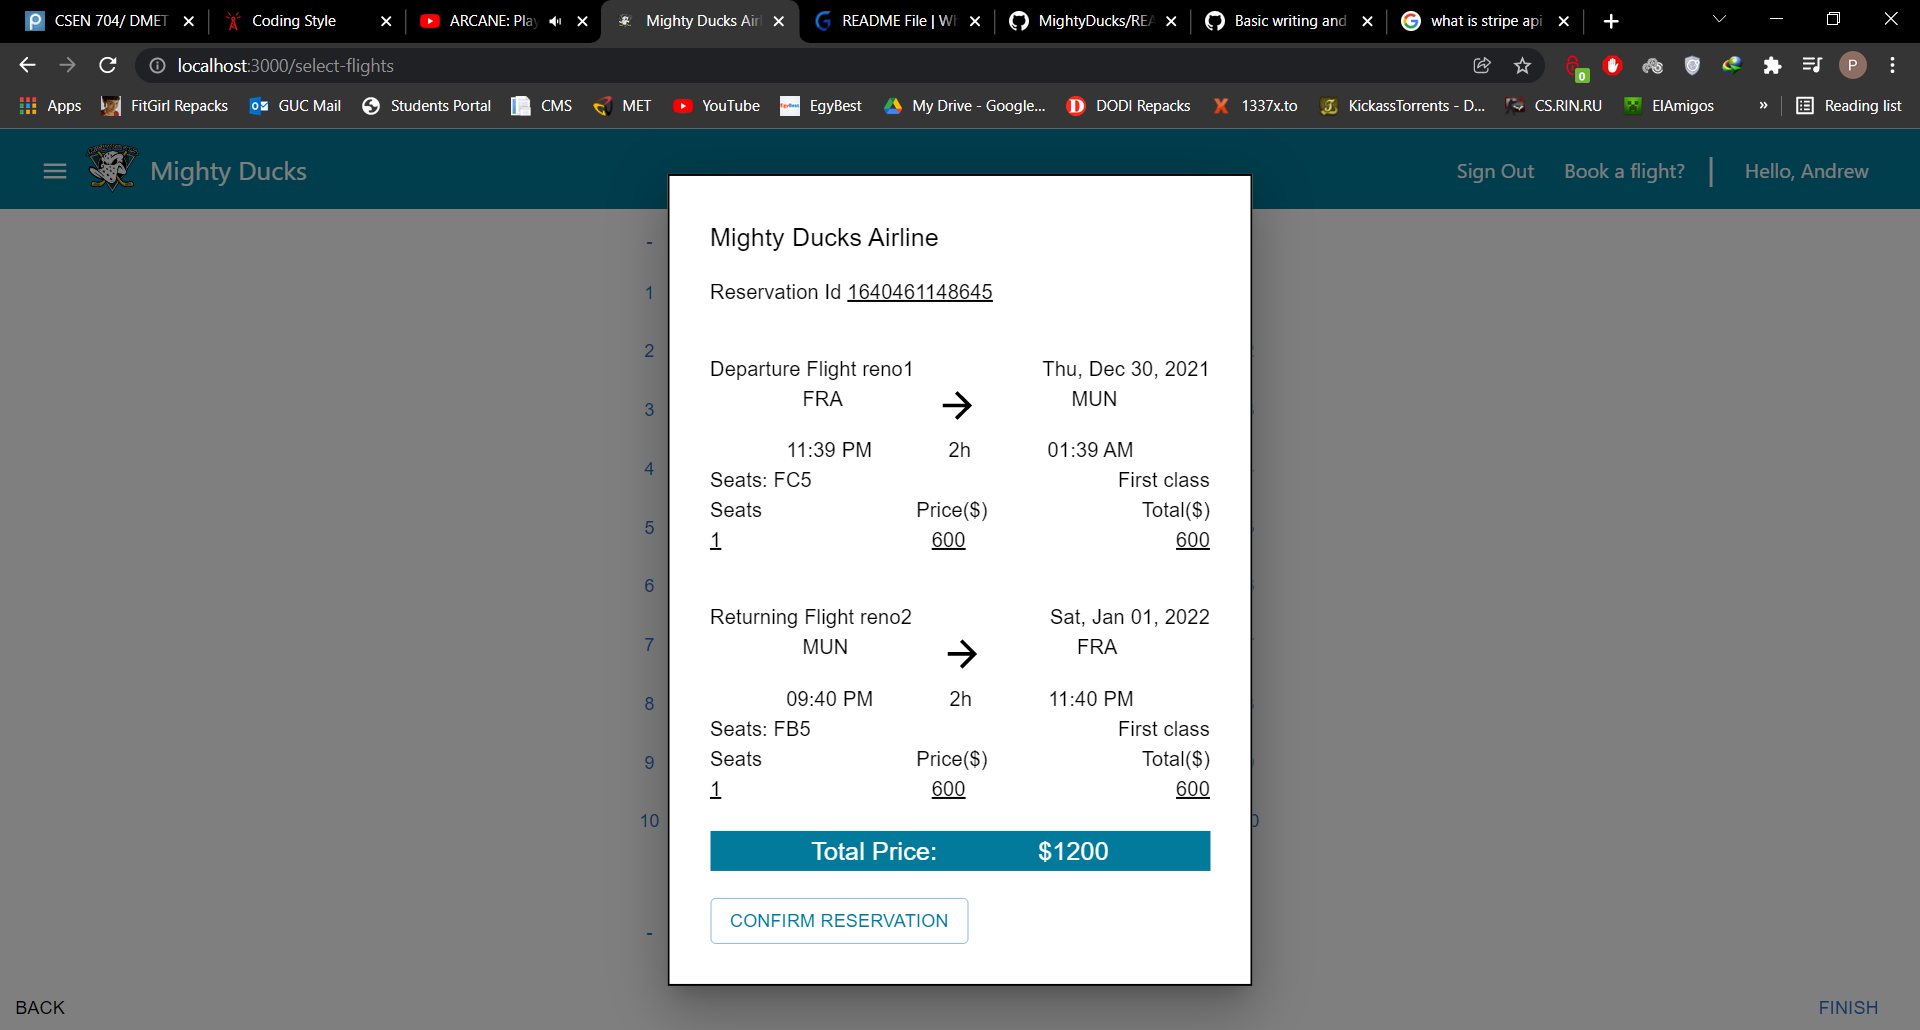 CSEN 704/ DMET
Coding Style
ARCANE: Play
Mighty Ducks Airl
README File | Wh
MightyDucks/REA
Basic writing and
what is stripe api
localhost:3000/select-flights
0
P
Apps
FitGirl Repacks
GUC Mail
Students Portal
CMS
MET
YouTube
EgyBest
My Drive - Google...
DODI Repacks
1337x.to
KickassTorrents - D...
CS.RIN.RU
ElAmigos
»
Reading list
Mighty Ducks
Sign Out
Book a flight?
Hello, Andrew
-
1
2
3
4
5
6
7
8
9
10
-
Mighty Ducks Airline
Reservation Id 1640461148645
Departure Flight reno1 Thu, Dec 30, 2021
FRA → MUN
11:39 PM 2h 01:39 AM
Seats: FC5 First class
Seats Price($) Total($)
1 600 600
Returning Flight reno2 Sat, Jan 01, 2022
MUN → FRA
09:40 PM 2h 11:40 PM
Seats: FB5 First class
Seats Price($) Total($)
1 600 600
Total Price: $1200
CONFIRM RESERVATION
BACK
FINISH